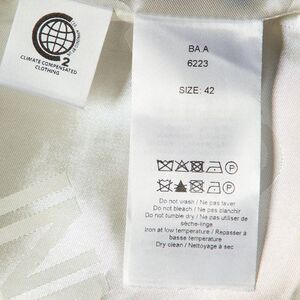 BA.A
6223
SIZE: 42
2
CLIMATE COMPENSATED
CLOTHING
P
P
Do not wash / Ne pas laver
Do not bleach / Ne pas blanchir
Do not tumble dry / Ne pas utiliser de
sèche-linge
Iron at low temperature / Repasser à
basse temperature
Dry clean / Nettoyage à sec